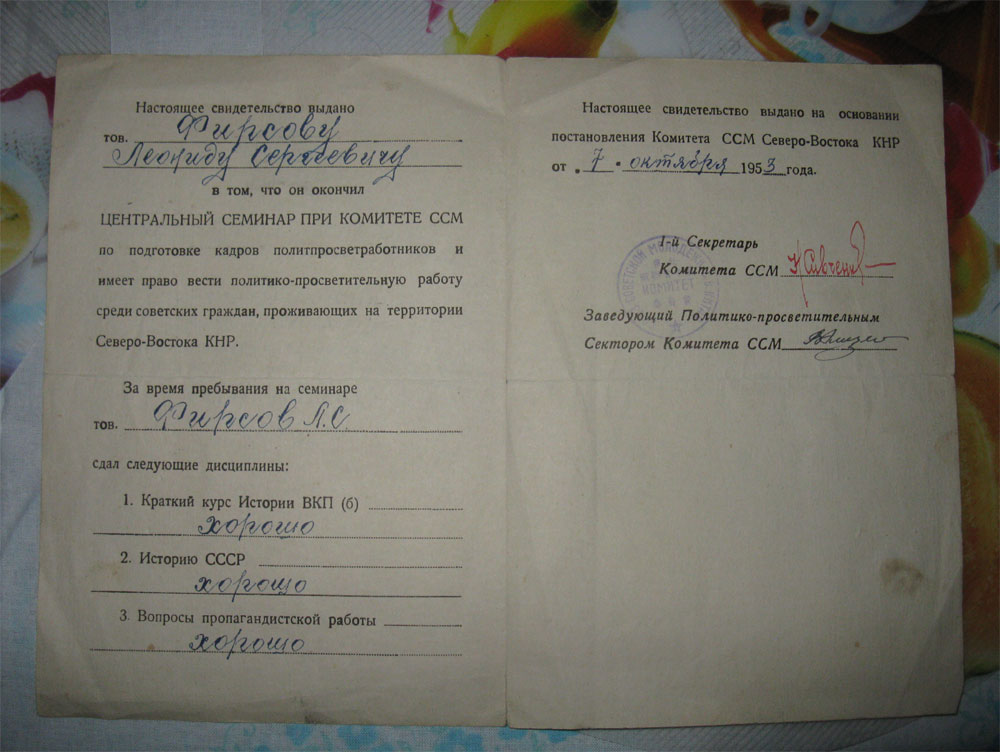 Настоящее свидетельство выдано
тов. Фирсову
Леониду Сергеевичу
в том, что он окончил
ЦЕНТРАЛЬНЫЙ СЕМИНАР ПРИ КОМИТЕТЕ ССМ
по подготовке кадров политпросветработников и
имеет право вести политико-просветительную работу
среди советских граждан, проживающих на территории
Северо-Востока КНР.
За время пребывания на семинаре
тов. Фирсов Л.С.
сдал следующие дисциплины:
1. Краткий курс Истории ВКП (б)
хорошо
2. Историю СССР
хорошо
3. Вопросы пропагандистской работы
хорошо
Настоящее свидетельство выдано на основании
постановления Комитета ССМ Северо-Востока КНР
от „7" октября 1953 года.
1-й Секретарь
Комитета ССМ
Заведующий Политико-просветительным
Сектором Комитета ССМ
КОМИТЕТ